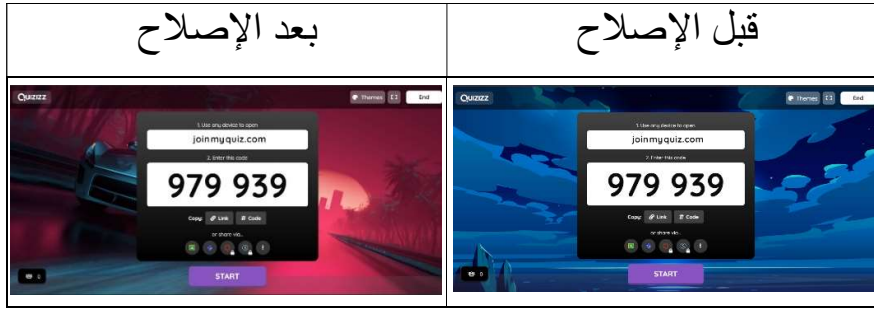 قبل الإصلاح
بعد الإصلاح
Quizizz
Themes
End
1. Use any device to open
joinmyquiz.com
2. Enter this code
979 939
Copy:
Link
Code
or share via..
0
START
Quizizz
Themes
End
1. Use any device to open
joinmyquiz.com
2. Enter this code
979 939
Copy:
Link
Code
or share via..
0
START